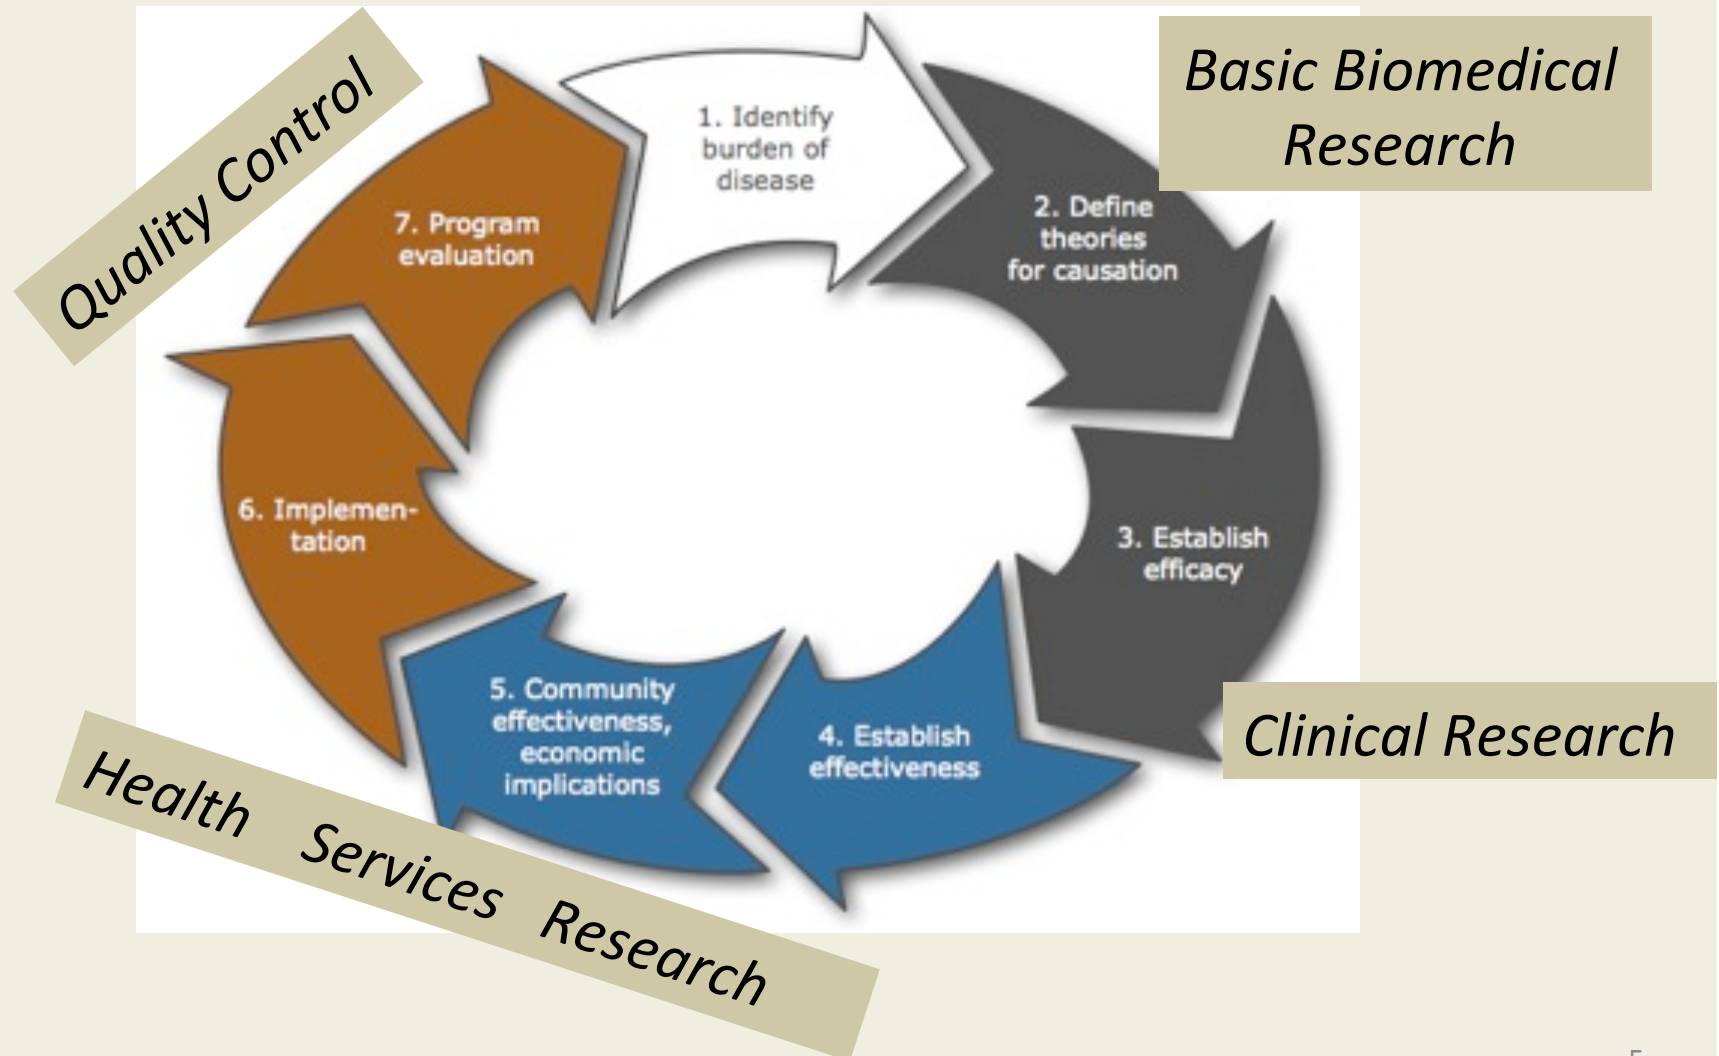 Quality Control
Basic Biomedical
Research
1. Identify
burden of
disease
2. Define
theories
for causation
3. Establish
efficacy
Clinical Research
4. Establish
effectiveness
5. Community
effectiveness,
economic
implications
Health Services Research
6. Implemen-
tation
7. Program
evaluation